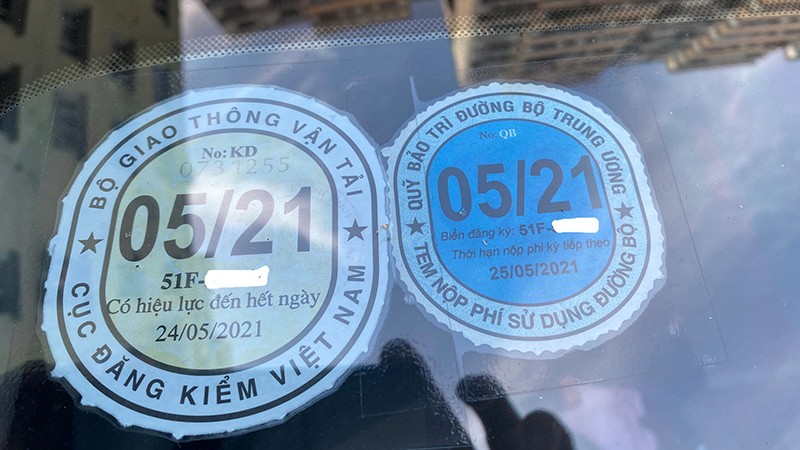 BỘ GIAO THÔNG VẬN TẢI
No: KD
0731255
05/21
51F-
Có hiệu lực đến hết ngày
24/05/2021
CỤC ĐĂNG KIỂM VIỆT NAM
QUỸ BẢO TRÌ ĐƯỜNG BỘ TRUNG ƯƠNG
No: QB
05/21
Biển đăng ký: 51F-
Thời hạn nộp phí kỳ tiếp theo
25/05/2021
TEM NỘP PHÍ SỬ DỤNG ĐƯỜNG BỘ